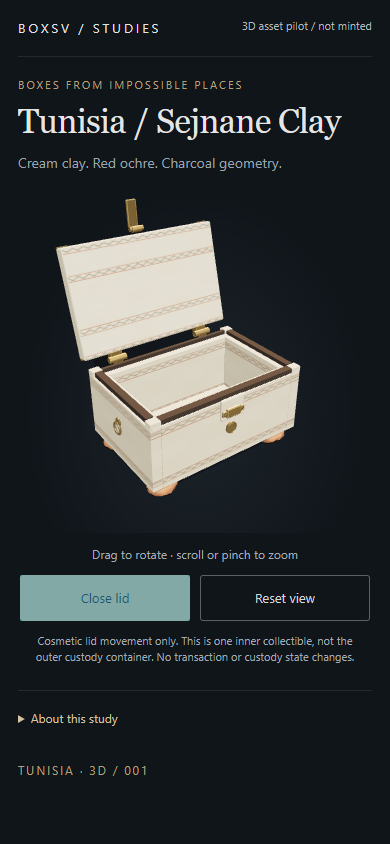 BOXSV / STUDIES
3D asset pilot / not minted
BOXES FROM IMPOSSIBLE PLACES
Tunisia / Sejnane Clay
Cream clay. Red ochre. Charcoal geometry.
Drag to rotate · scroll or pinch to zoom
Close lid
Reset view
Cosmetic lid movement only. This is one inner collectible, not the
outer custody container. No transaction or custody state changes.
About this study
TUNISIA · 3D / 001